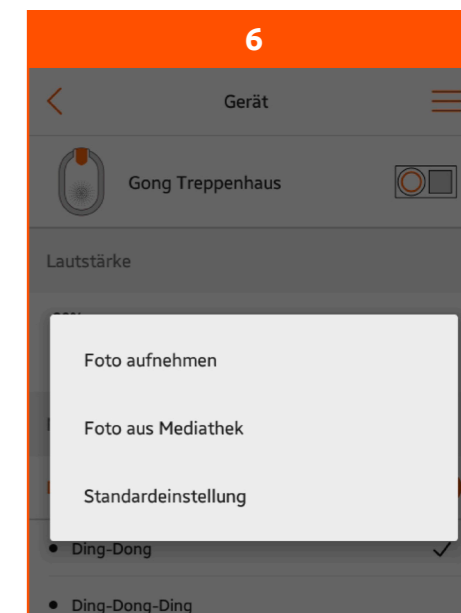 6
Gerät
Gong Treppenhaus
Lautstärke
Foto aufnehmen
Foto aus Mediathek
Standardeinstellung
• Ding-Dong
• Ding-Dong-Ding